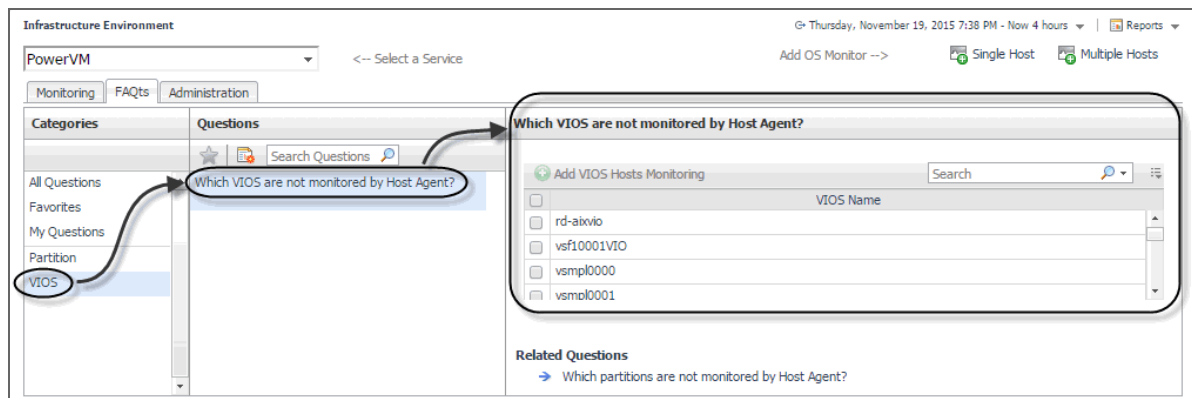 Infrastructure Environment
Thursday, November 19, 2015 7:38 PM - Now 4 hours | Reports
PowerVM <-- Select a Service Add OS Monitor --> Single Host Multiple Hosts
Monitoring FAQts Administration
Categories Questions Which VIOS are not monitored by Host Agent?
Search Questions
Add VIOS Hosts Monitoring Search
All Questions Which VIOS are not monitored by Host Agent?
VIOS Name
Favorites rd-aixvio
My Questions vsf10001VIO
Partition vsmpl0000
VIOS vsmpl0001
Related Questions
Which partitions are not monitored by Host Agent?